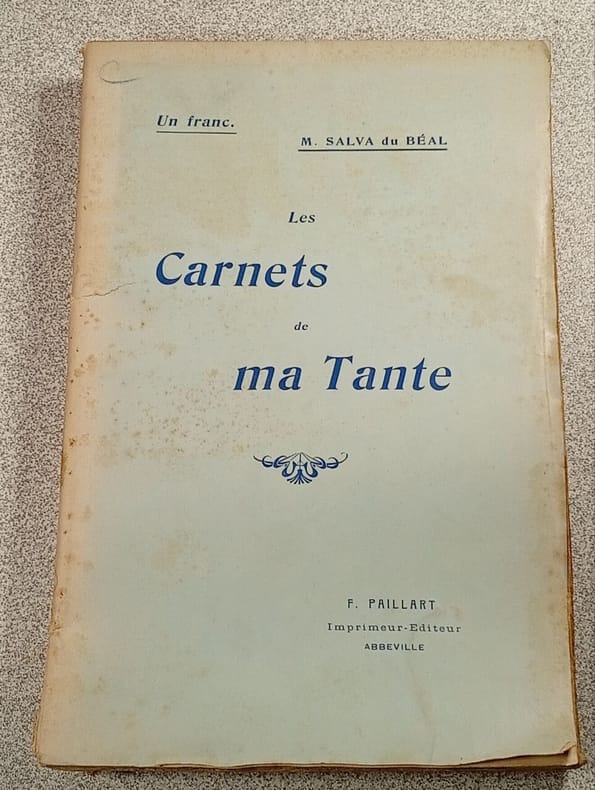 Un franc.
M. SALVA du BÉAL
Les
Carnets
de
ma Tante
F. PAILLART
Imprimeur-Editeur
ABBEVILLE